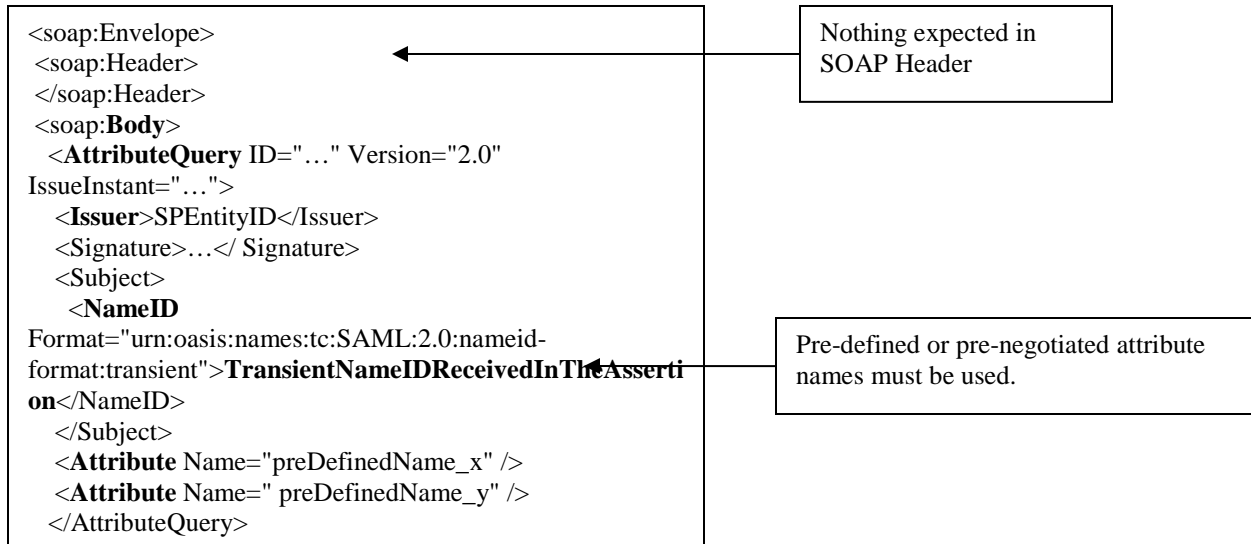 <soap:Envelope>
<soap:Header>
</soap:Header>
<soap:Body>
<AttributeQuery ID="…" Version="2.0"
IssueInstant="…">
<Issuer>SPEntityID</Issuer>
<Signature>…</ Signature>
<Subject>
<NameID
Format="urn:oasis:names:tc:SAML:2.0:nameid-
format:transient">TransientNameIDReceivedInTheAsserti
on</NameID>
</Subject>
<Attribute Name="preDefinedName_x" />
<Attribute Name=" preDefinedName_y" />
</AttributeQuery>
Nothing expected in
SOAP Header
Pre-defined or pre-negotiated attribute
names must be used.